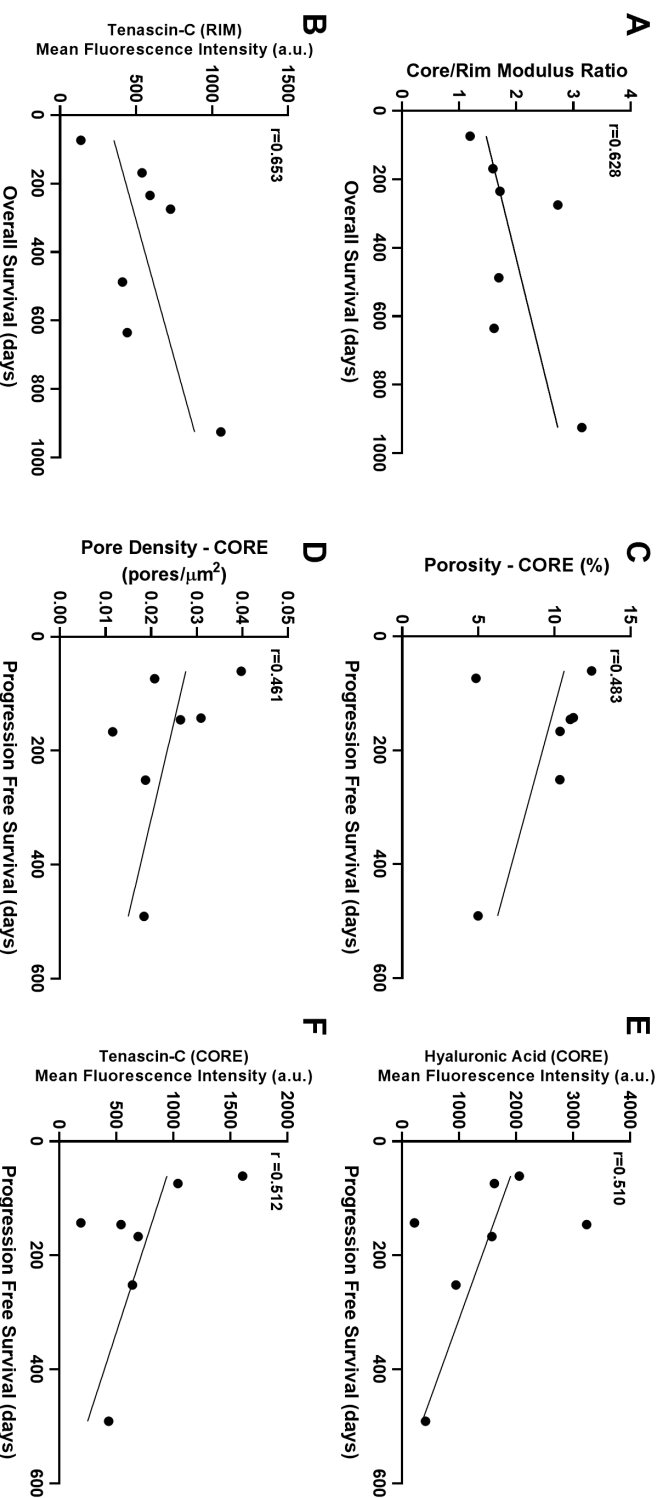 A
Core/Rim Modulus Ratio
4
3
2
1
0
r=0.628
0
200
400
600
800
1000
Overall Survival (days)
B
Tenascin-C (RIM)
Mean Fluorescence Intensity (a.u.)
1500
1000
500
0
r=0.653
0
200
400
600
800
1000
Overall Survival (days)
C
Porosity - CORE (%)
15
10
5
0
r=0.483
0
200
400
600
Progression Free Survival (days)
D
Pore Density - CORE
(pores/μm²)
0.05
0.04
0.03
0.02
0.01
0.00
r=0.461
0
200
400
600
Progression Free Survival (days)
E
Hyaluronic Acid (CORE)
Mean Fluorescence Intensity (a.u.)
4000
3000
2000
1000
0
r=0.510
0
200
400
600
Progression Free Survival (days)
F
Tenascin-C (CORE)
Mean Fluorescence Intensity (a.u.)
2000
1500
1000
500
0
r =0.512
0
200
400
600
Progression Free Survival (days)